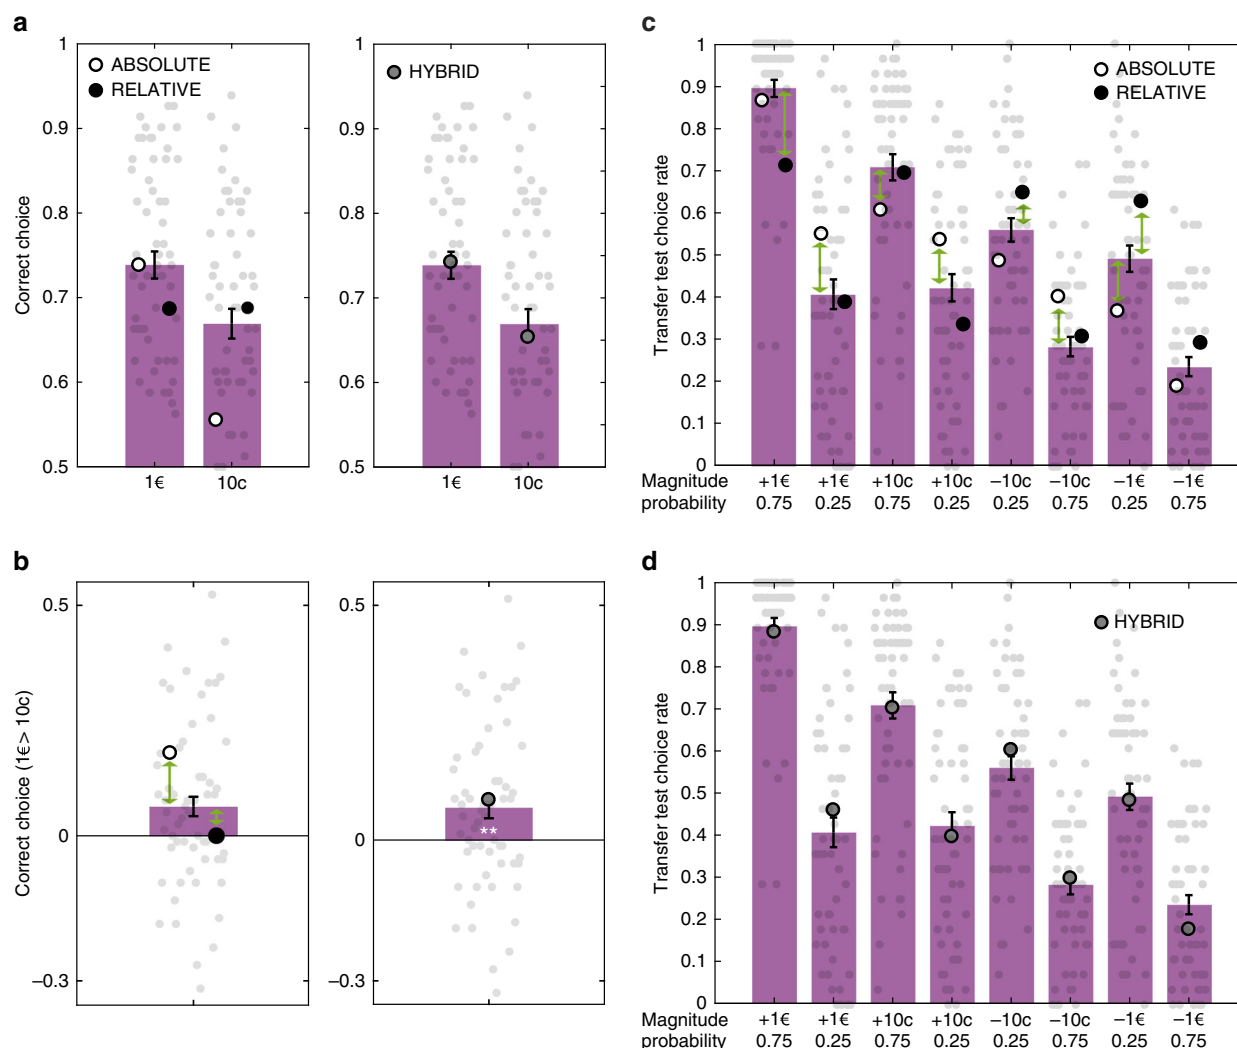 a
1
0.9
0.8
0.7
0.6
0.5
Correct choice
ABSOLUTE
RELATIVE
1€ 10c
1
0.9
0.8
0.7
0.6
0.5
HYBRID
1€ 10c
b
0.5
0
–0.3
Correct choice (1€ > 10c)
0.5
0
–0.3
**
c
1
0.9
0.8
0.7
0.6
0.5
0.4
0.3
0.2
0.1
0
Transfer test choice rate
ABSOLUTE
RELATIVE
Magnitude +1€ +1€ +10c +10c –10c –10c –1€ –1€
probability 0.75 0.25 0.75 0.25 0.25 0.75 0.25 0.75
d
1
0.9
0.8
0.7
0.6
0.5
0.4
0.3
0.2
0.1
0
Transfer test choice rate
HYBRID
Magnitude +1€ +1€ +10c +10c –10c –10c –1€ –1€
probability 0.75 0.25 0.75 0.25 0.25 0.75 0.25 0.75